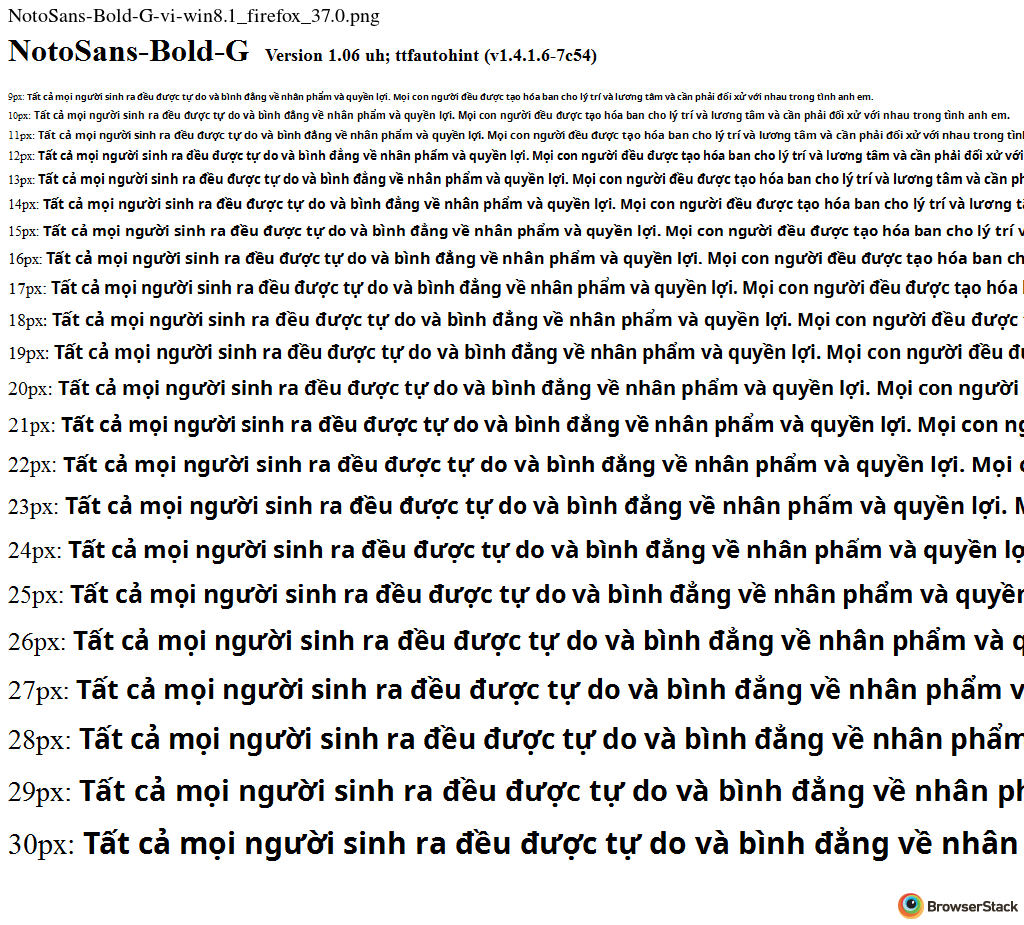 NotoSans-Bold-G-vi-win8.1_firefox_37.0.png
NotoSans-Bold-G Version 1.06 uh; ttfautohint (v1.4.1.6-7c54)
9px: Tất cả mọi người sinh ra đều được tự do và bình đẳng về nhân phẩm và quyền lợi. Mọi con người đều được tạo hóa ban cho lý trí và lương tâm và cần phải đối xử với nhau trong tình anh em.
10px: Tất cả mọi người sinh ra đều được tự do và bình đẳng về nhân phẩm và quyền lợi. Mọi con người đều được tạo hóa ban cho lý trí và lương tâm và cần phải đối xử với nhau trong tình anh em.
11px: Tất cả mọi người sinh ra đều được tự do và bình đẳng về nhân phẩm và quyền lợi. Mọi con người đều được tạo hóa ban cho lý trí và lương tâm và cần phải đối xử với nhau trong
12px: Tất cả mọi người sinh ra đều được tự do và bình đẳng về nhân phẩm và quyền lợi. Mọi con người đều được tạo hóa ban cho lý trí và lương tâm và cần phải đối xử với
13px: Tất cả mọi người sinh ra đều được tự do và bình đẳng về nhân phẩm và quyền lợi. Mọi con người đều được tạo hóa ban cho lý trí và lương tâm và cần
14px: Tất cả mọi người sinh ra đều được tự do và bình đẳng về nhân phẩm và quyền lợi. Mọi con người đều được tạo hóa ban cho lý trí và lương
15px: Tất cả mọi người sinh ra đều được tự do và bình đẳng về nhân phẩm và quyền lợi. Mọi con người đều được tạo hóa ban cho lý trí
16px: Tất cả mọi người sinh ra đều được tự do và bình đẳng về nhân phẩm và quyền lợi. Mọi con người đều được tạo hóa ban
17px: Tất cả mọi người sinh ra đều được tự do và bình đẳng về nhân phẩm và quyền lợi. Mọi con người đều được tạo hóa
18px: Tất cả mọi người sinh ra đều được tự do và bình đẳng về nhân phẩm và quyền lợi. Mọi con người đều được
19px: Tất cả mọi người sinh ra đều được tự do và bình đẳng về nhân phẩm và quyền lợi. Mọi con người đều
20px: Tất cả mọi người sinh ra đều được tự do và bình đẳng về nhân phẩm và quyền lợi. Mọi con người
21px: Tất cả mọi người sinh ra đều được tự do và bình đẳng về nhân phẩm và quyền lợi. Mọi con
22px: Tất cả mọi người sinh ra đều được tự do và bình đẳng về nhân phẩm và quyền lợi. Mọi
23px: Tất cả mọi người sinh ra đều được tự do và bình đẳng về nhân phẩm và quyền lợi.
24px: Tất cả mọi người sinh ra đều được tự do và bình đẳng về nhân phẩm và quyền
25px: Tất cả mọi người sinh ra đều được tự do và bình đẳng về nhân phẩm và quyền
26px: Tất cả mọi người sinh ra đều được tự do và bình đẳng về nhân phẩm và
27px: Tất cả mọi người sinh ra đều được tự do và bình đẳng về nhân phẩm
28px: Tất cả mọi người sinh ra đều được tự do và bình đẳng về nhân phẩm
29px: Tất cả mọi người sinh ra đều được tự do và bình đẳng về nhân
30px: Tất cả mọi người sinh ra đều được tự do và bình đẳng về nhân
BrowserStack